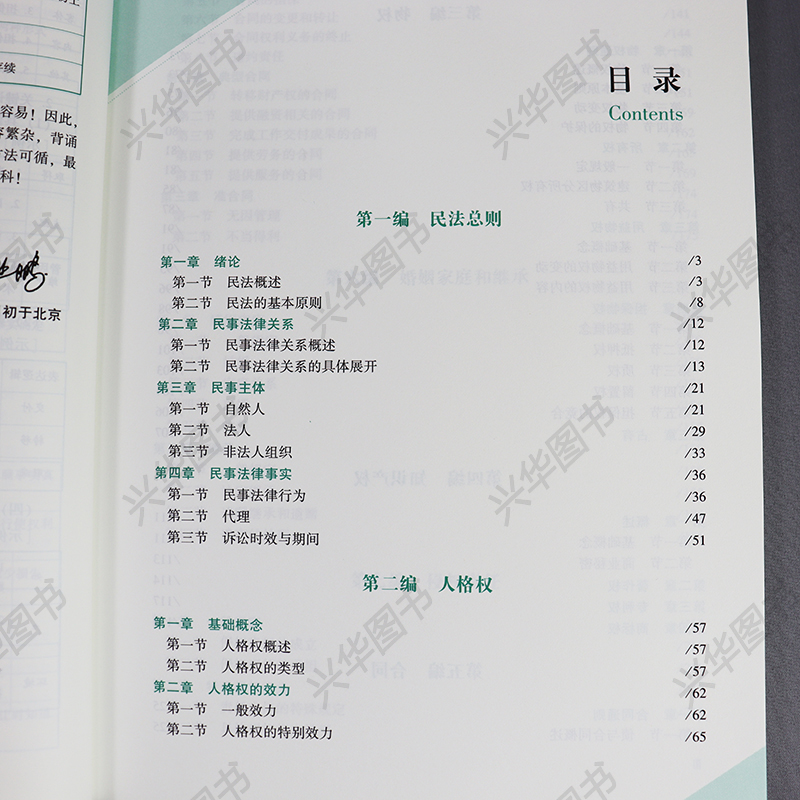 容易！因此，
容繁杂，背诵
方法可循，最
科！
初于北京
目录
Contents
第一编 民法总则
第一章 绪论 /3
第一节 民法概述 /3
第二节 民法的基本原则 /8
第二章 民事法律关系 /12
第一节 民事法律关系概述 /12
第二节 民事法律关系的具体展开 /13
第三章 民事主体 /21
第一节 自然人 /21
第二节 法人 /29
第三节 非法人组织 /33
第四章 民事法律事实 /36
第一节 民事法律行为 /36
第二节 代理 /47
第三节 诉讼时效与期间 /51
第二编 人格权
第一章 基础概念 /57
第一节 人格权概述 /57
第二节 人格权的类型 /57
第二章 人格权的效力 /62
第一节 一般效力 /62
第二节 人格权的特别效力 /65
兴华图书